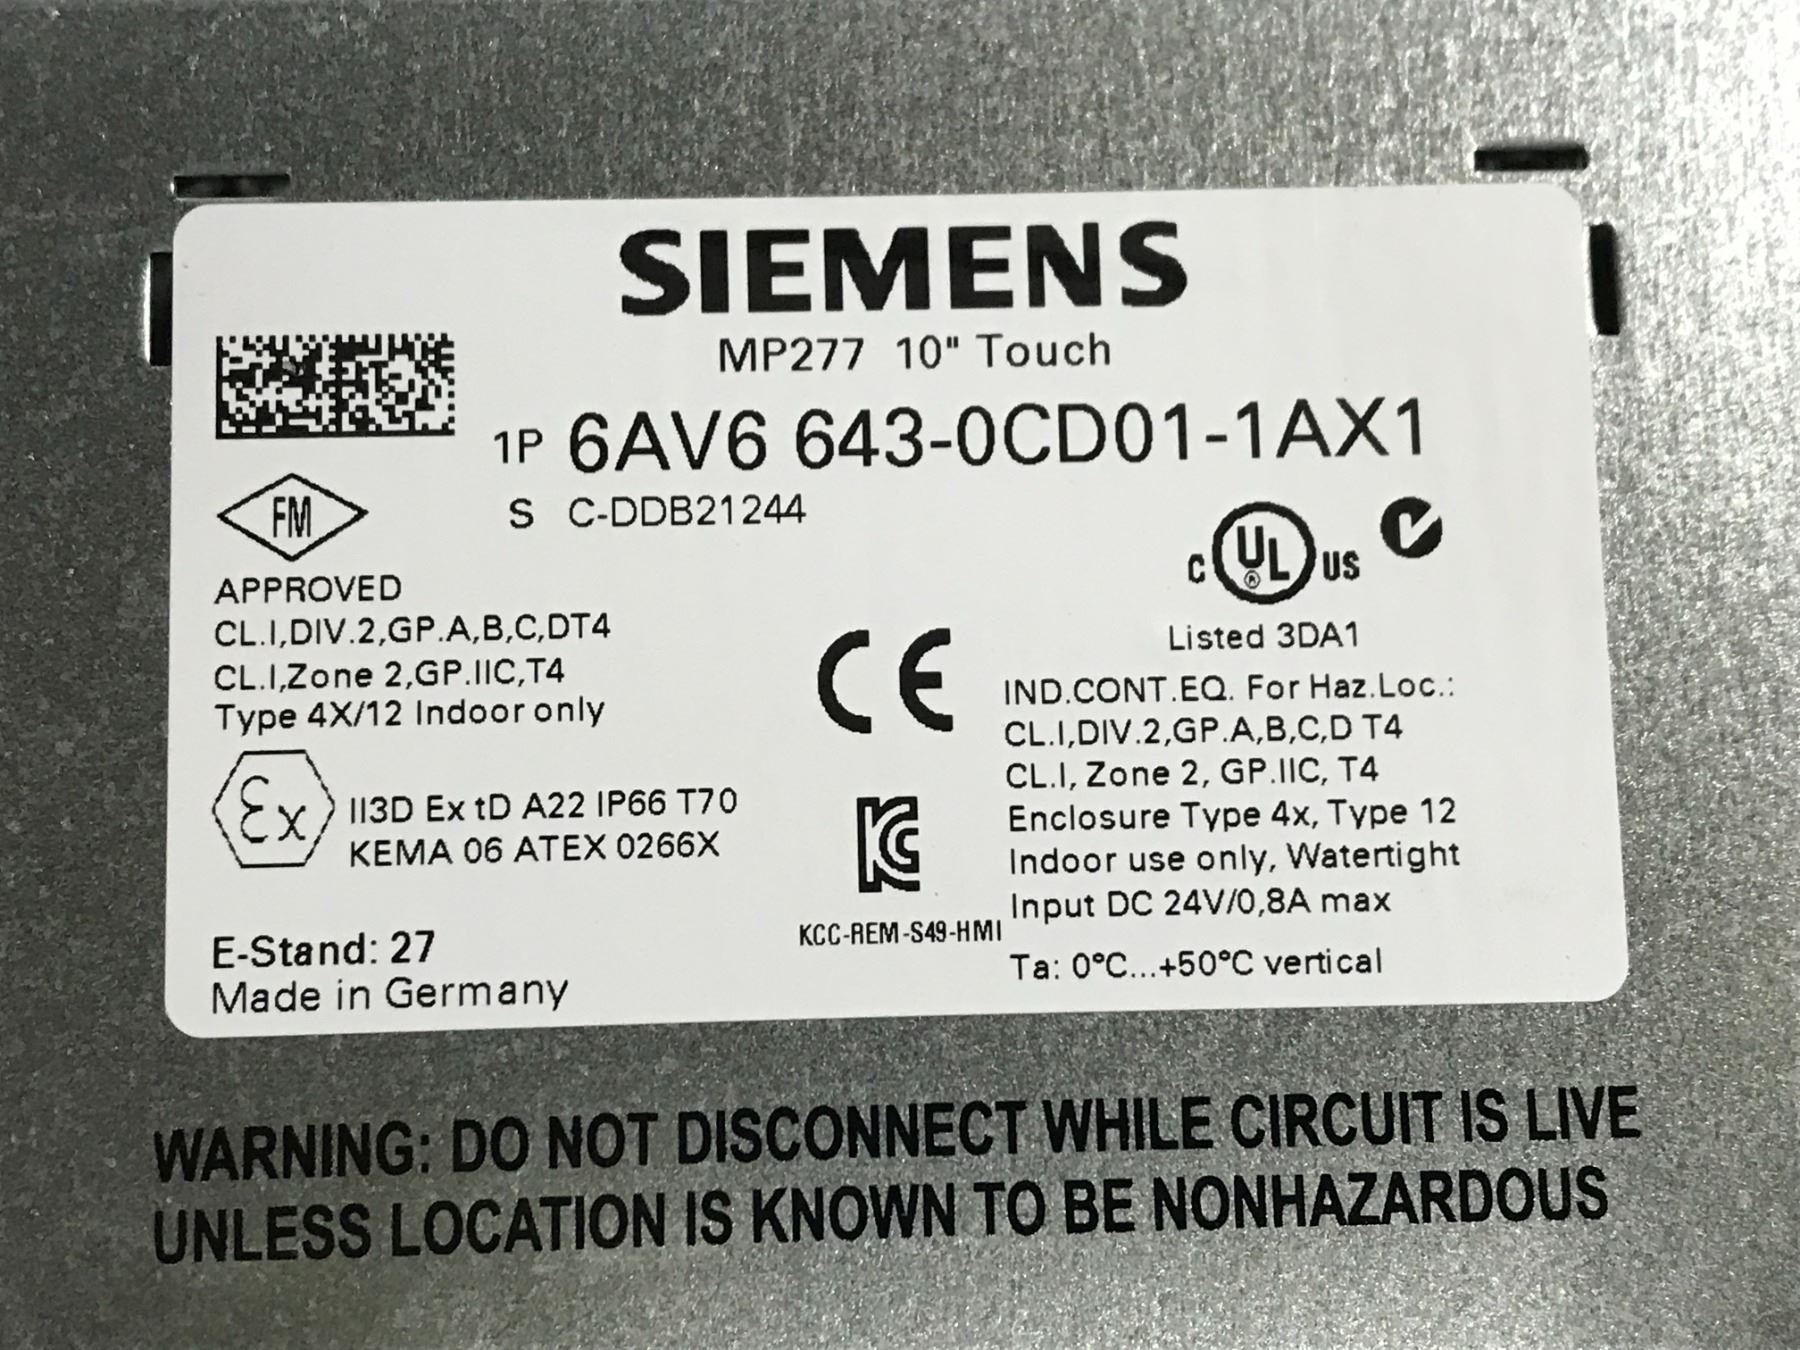 SIEMENS
MP277 10" Touch
1P 6AV6 643-0CD01-1AX1
S C-DDB21244
FM
APPROVED
CL.I,DIV.2,GP.A,B,C,DT4
CL.I,Zone 2,GP.IIC,T4
Type 4X/12 Indoor only
Ex
II3D Ex tD A22 IP66 T70
KEMA 06 ATEX 0266X
E-Stand: 27
Made in Germany
CE
KC
KCC-REM-S49-HMI
C UL ® US
Listed 3DA1
IND.CONT.EQ. For Haz.Loc.:
CL.I,DIV.2,GP.A,B,C,D T4
CL.I, Zone 2, GP.IIC, T4
Enclosure Type 4x, Type 12
Indoor use only, Watertight
Input DC 24V/0,8A max
Ta: 0°C...+50°C vertical
WARNING: DO NOT DISCONNECT WHILE CIRCUIT IS LIVE
UNLESS LOCATION IS KNOWN TO BE NONHAZARDOUS